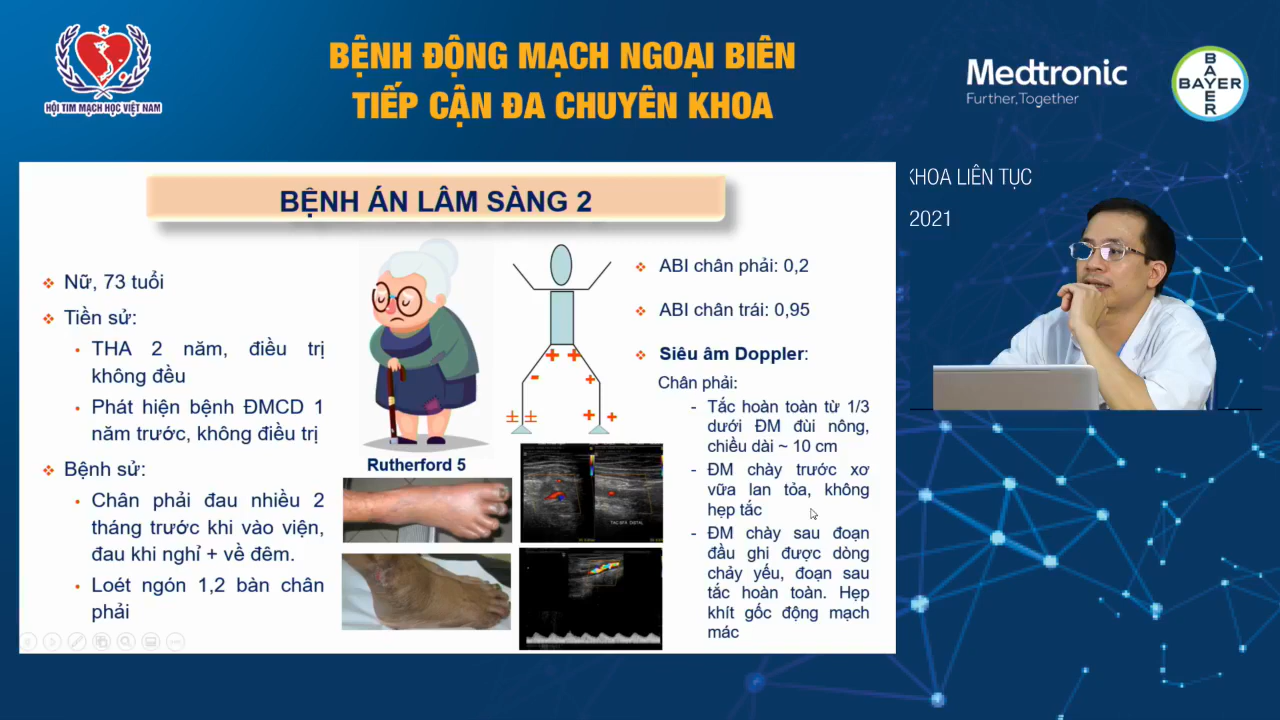 HỘI TIM MẠCH HỌC VIỆT NAM
BỆNH ĐỘNG MẠCH NGOẠI BIÊN
TIẾP CẬN ĐA CHUYÊN KHOA
Medtronic
Further, Together
BAYER
BAYER
KHOA LIÊN TỤC
2021
BỆNH ÁN LÂM SÀNG 2
Nữ, 73 tuổi
Tiền sử:
THA 2 năm, điều trị
không đều
Phát hiện bệnh ĐMCD 1
năm trước, không điều trị
Bệnh sử:
Chân phải đau nhiều 2
tháng trước khi vào viện,
đau khi nghỉ + về đêm.
Loét ngón 1,2 bàn chân
phải
Rutherford 5
+ +
- +
±± + +
ABI chân phải: 0,2
ABI chân trái: 0,95
Siêu âm Doppler:
Chân phải:
- Tắc hoàn toàn từ 1/3
dưới ĐM đùi nông,
chiều dài ~ 10 cm
- ĐM chày trước xơ
vữa lan tỏa, không
hẹp tắc
- ĐM chày sau đoạn
đầu ghi được dòng
chảy yếu, đoạn sau
tắc hoàn toàn. Hẹp
khít gốc động mạch
mác